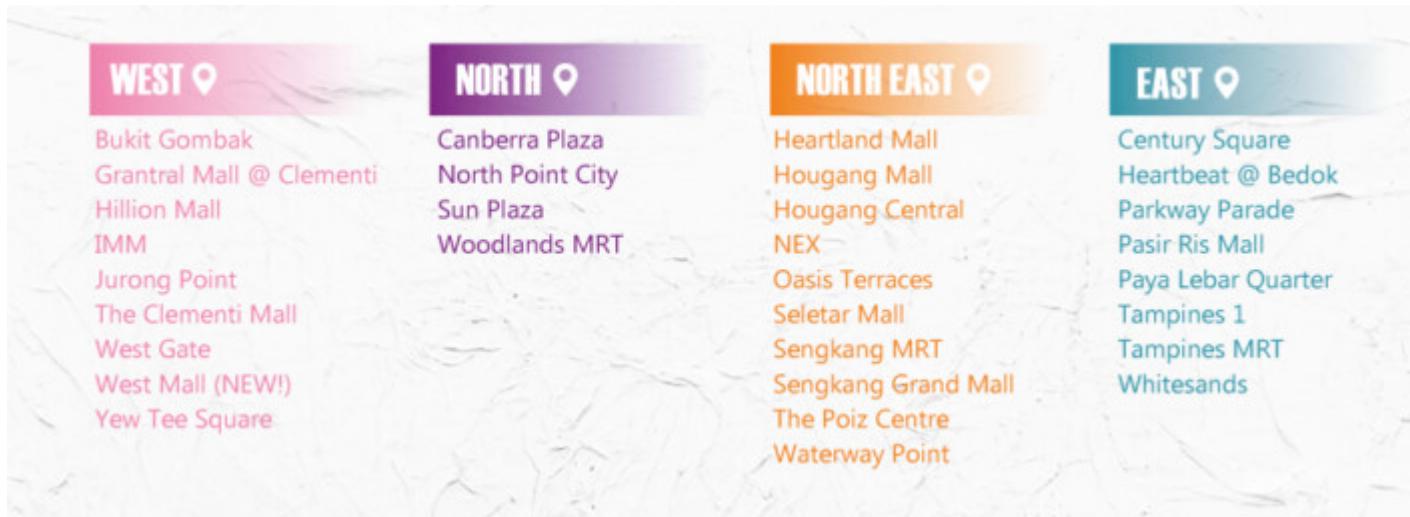 WEST
Bukit Gombak
Grantral Mall @ Clementi
Hillion Mall
IMM
Jurong Point
The Clementi Mall
West Gate
West Mall (NEW!)
Yew Tee Square
NORTH
Canberra Plaza
North Point City
Sun Plaza
Woodlands MRT
NORTH EAST
Heartland Mall
Hougang Mall
Hougang Central
NEX
Oasis Terraces
Seletar Mall
Sengkang MRT
Sengkang Grand Mall
The Poiz Centre
Waterway Point
EAST
Century Square
Heartbeat @ Bedok
Parkway Parade
Pasir Ris Mall
Paya Lebar Quarter
Tampines 1
Tampines MRT
Whitesands